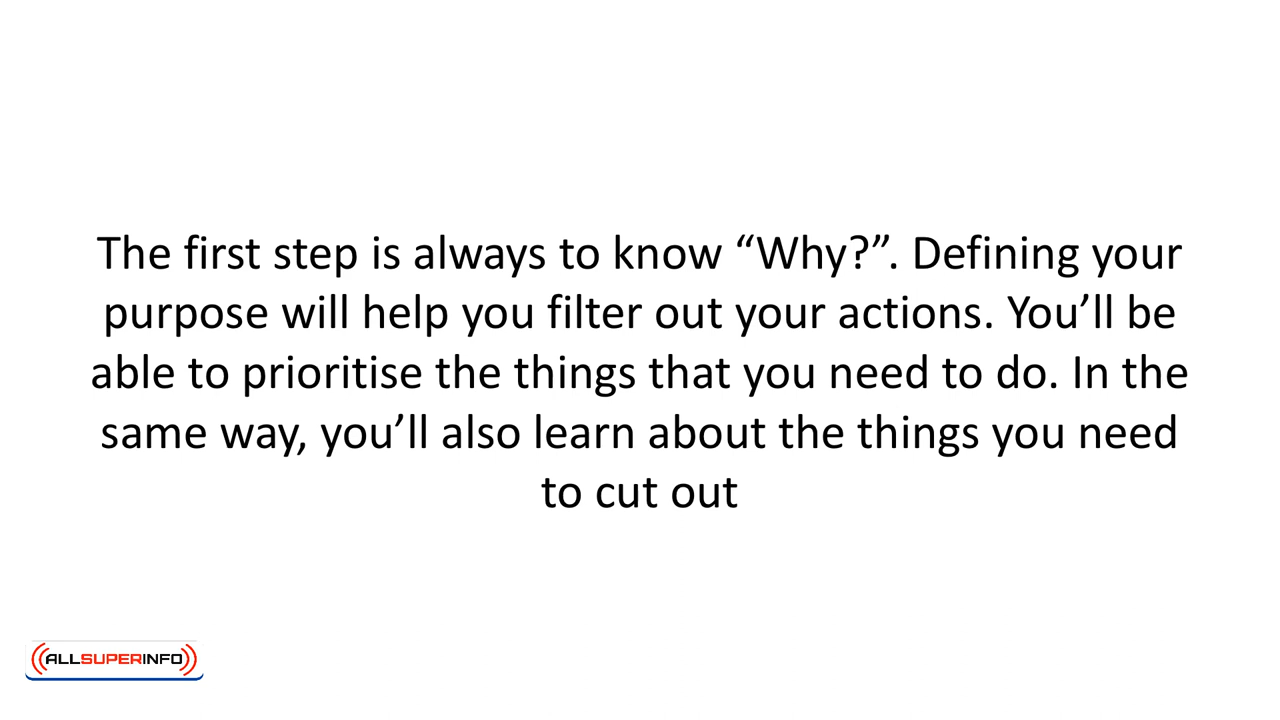 The first step is always to know “Why?”. Defining your
purpose will help you filter out your actions. You’ll be
able to prioritise the things that you need to do. In the
same way, you’ll also learn about the things you need
to cut out
ALLSUPERINFO